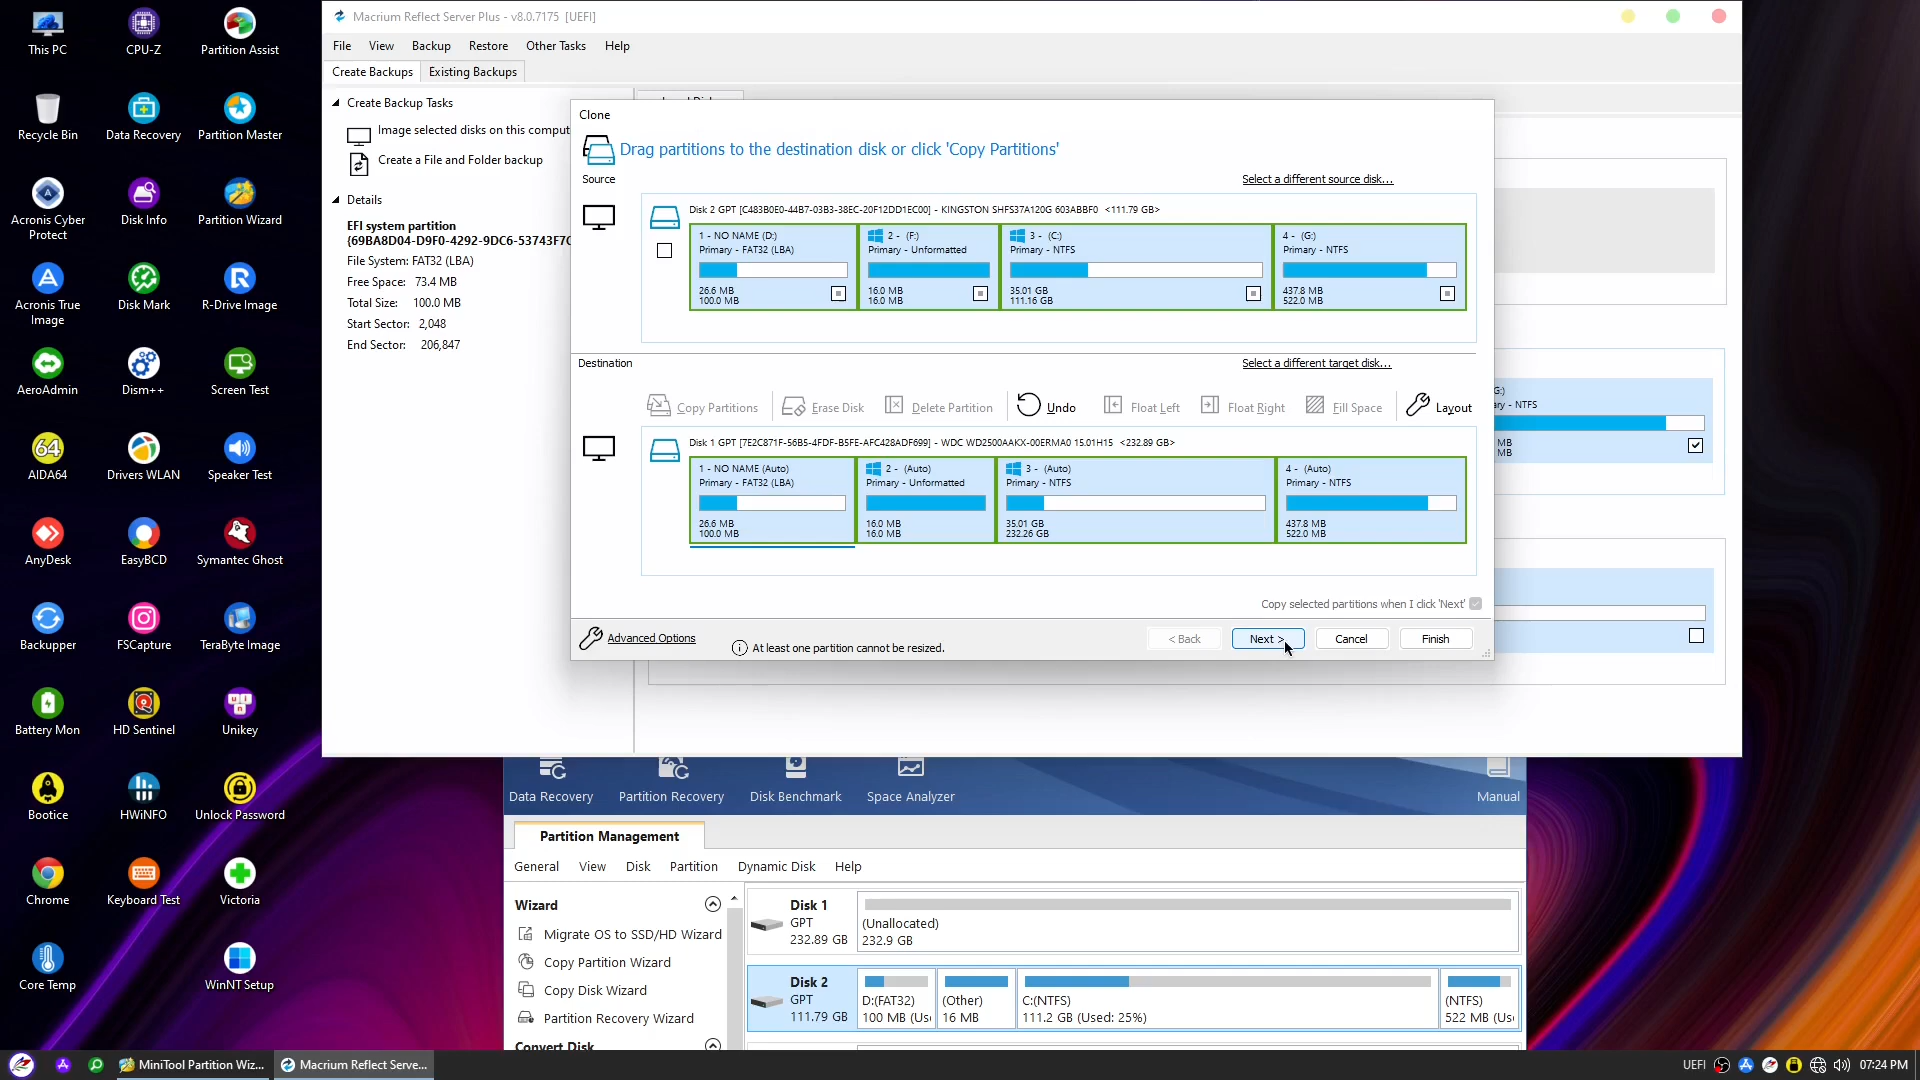 This PC
CPU-Z
Partition Assist
Recycle Bin
Data Recovery
Partition Master
Acronis Cyber Protect
Disk Info
Partition Wizard
Acronis True Image
Disk Mark
R-Drive Image
AeroAdmin
Dism++
Screen Test
64
AIDA64
Drivers WLAN
Speaker Test
AnyDesk
EasyBCD
Symantec Ghost
Backupper
FSCapture
TeraByte Image
Battery Mon
HD Sentinel
Unikey
Bootice
HWiNFO
Unlock Password
Chrome
Keyboard Test
Victoria
Core Temp
WinNT Setup
Macrium Reflect Server Plus - v8.0.7175 [UEFI]
File View Backup Restore Other Tasks Help
Create Backups Existing Backups
Create Backup Tasks
Image selected disks on this comput
Create a File and Folder backup
Details
EFI system partition
{69BA8D04-D9F0-4292-9DC6-53743F7C
File System: FAT32 (LBA)
Free Space: 73.4 MB
Total Size: 100.0 MB
Start Sector: 2,048
End Sector: 206,847
Clone
Drag partitions to the destination disk or click 'Copy Partitions'
Source
Select a different source disk...
Disk 2 GPT [C483B0E0-44B7-03B3-38EC-20F12DD1EC00] - KINGSTON SHFS37A120G 603ABBF0 <111.79 GB>
1 - NO NAME (D:)
Primary - FAT32 (LBA)
26.6 MB
100.0 MB
2 - (F:)
Primary - Unformatted
16.0 MB
16.0 MB
3 - (C:)
Primary - NTFS
35.01 GB
111.16 GB
4 - (G:)
Primary - NTFS
437.8 MB
522.0 MB
Destination
Select a different target disk...
Copy Partitions Erase Disk Delete Partition Undo Float Left Float Right Fill Space Layout
Disk 1 GPT [7E2C871F-56B5-4FDF-B5FE-AFC428ADF699] - WDC WD2500AAKX-00ERMA0 15.01H15 <232.89 GB>
1 - NO NAME (Auto)
Primary - FAT32 (LBA)
26.6 MB
100.0 MB
2 - (Auto)
Primary - Unformatted
16.0 MB
16.0 MB
3 - (Auto)
Primary - NTFS
35.01 GB
232.26 GB
4 - (Auto)
Primary - NTFS
437.8 MB
522.0 MB
Copy selected partitions when I click 'Next'
Advanced Options
At least one partition cannot be resized.
< Back Next > Cancel Finish
G:)
ary - NTFS
MB
MB
Data Recovery Partition Recovery Disk Benchmark Space Analyzer Manual
Partition Management
General View Disk Partition Dynamic Disk Help
Wizard
Migrate OS to SSD/HD Wizard
Copy Partition Wizard
Copy Disk Wizard
Partition Recovery Wizard
Convert Disk
Disk 1
GPT
232.89 GB
(Unallocated)
232.9 GB
Disk 2
GPT
111.79 GB
D:(FAT32)
100 MB (Us
(Other)
16 MB
C:(NTFS)
111.2 GB (Used: 25%)
(NTFS)
522 MB (Us
MiniTool Partition Wiz...
Macrium Reflect Serve...
UEFI
07:24 PM